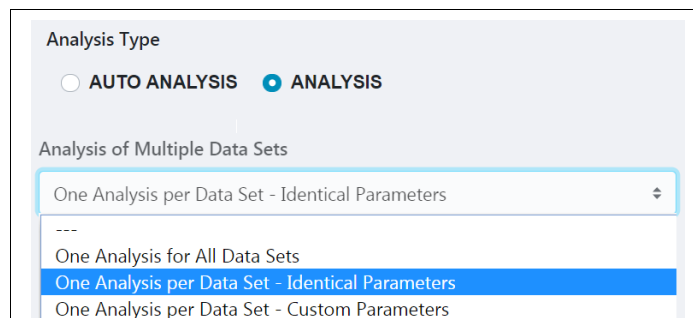 Analysis Type
AUTO ANALYSIS ANALYSIS
Analysis of Multiple Data Sets
One Analysis per Data Set - Identical Parameters
---
One Analysis for All Data Sets
One Analysis per Data Set - Identical Parameters
One Analysis per Data Set - Custom Parameters